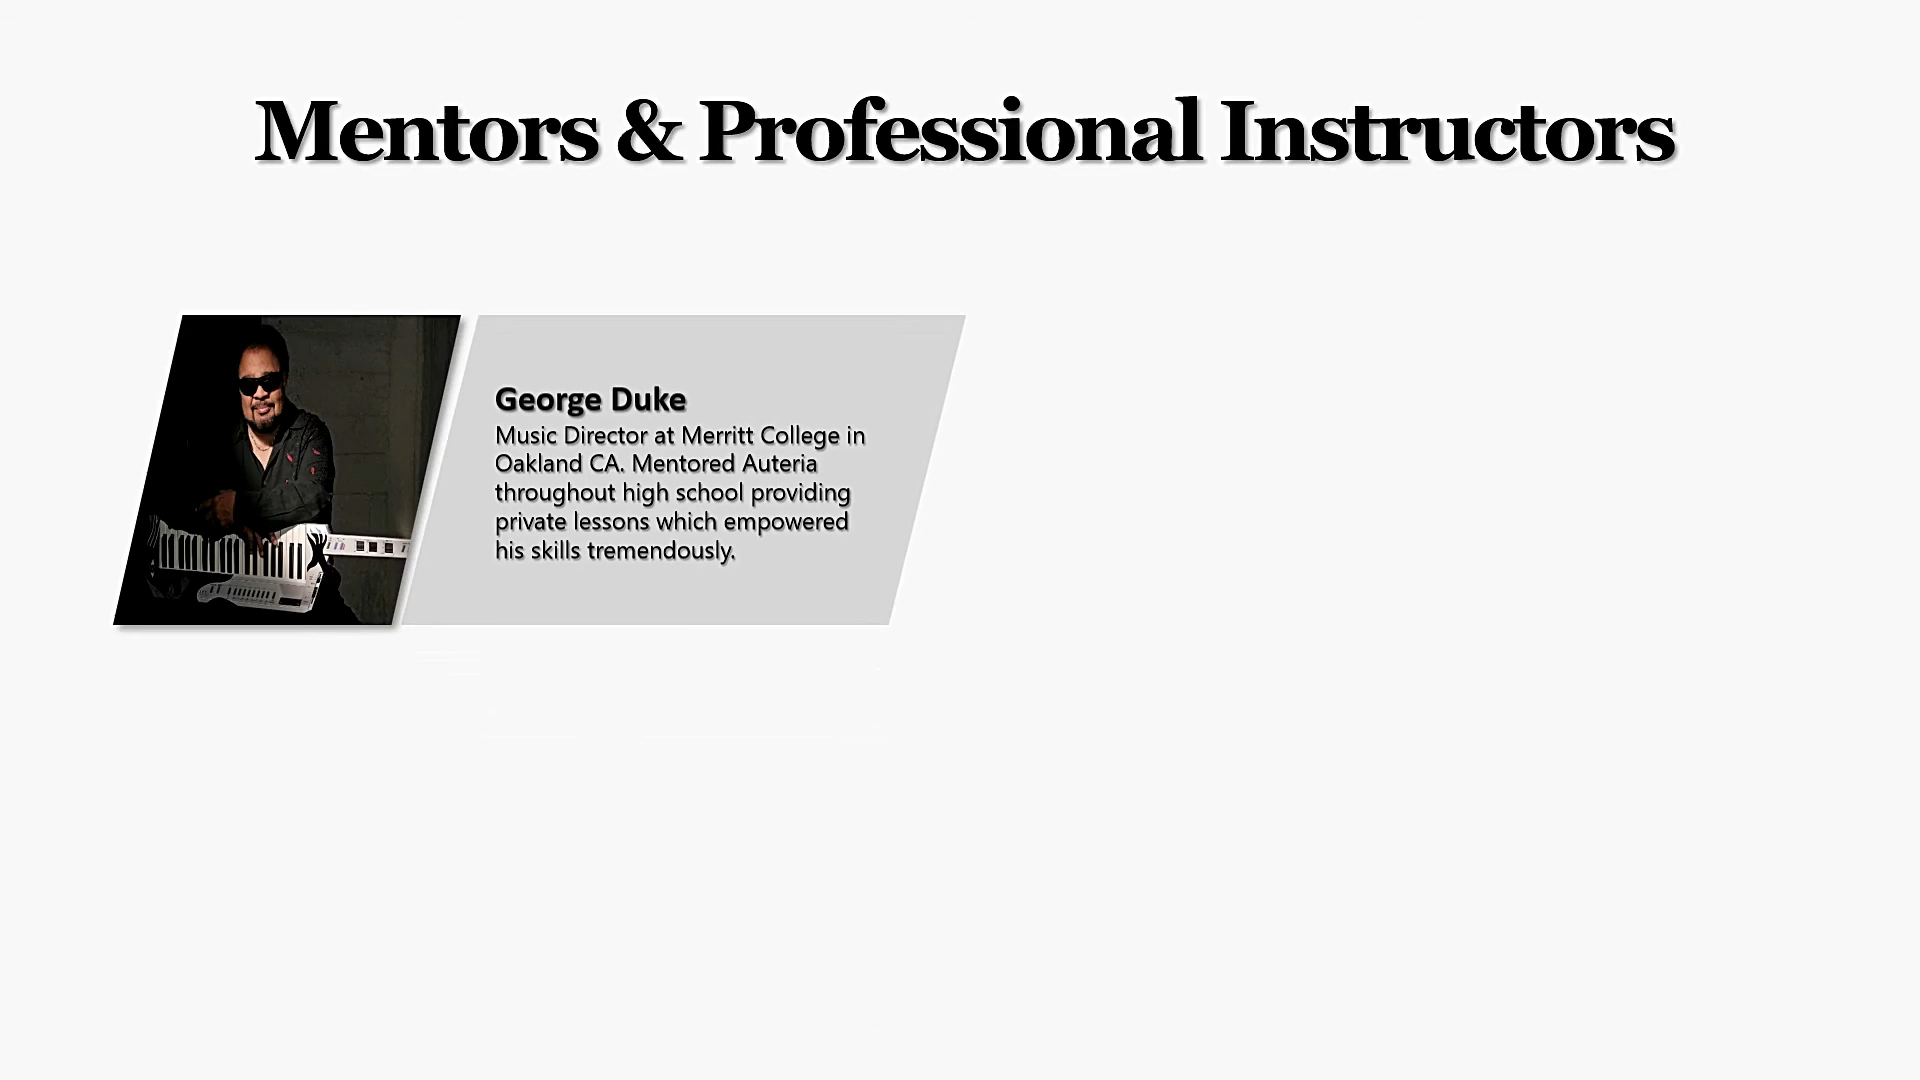 Mentors & Professional Instructors
George Duke
Music Director at Merritt College in
Oakland CA. Mentored Auteria
throughout high school providing
private lessons which empowered
his skills tremendously.